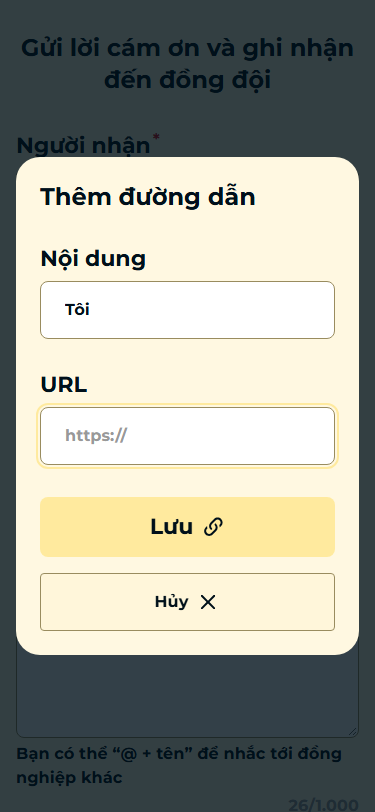 Gửi lời cám ơn và ghi nhận
đến đồng đội
Người nhận*
Thêm đường dẫn
Nội dung
Tôi
URL
https://
Lưu
Hủy
Bạn có thể “@ + tên” để nhắc tới đồng
nghiệp khác
26/1.000